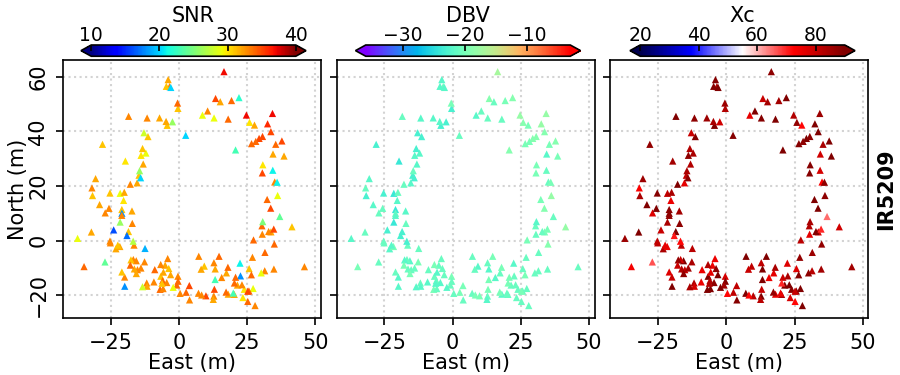 SNR DBV Xc
10 20 30 40 −30 −20 −10 20 40 60 80
60
40
20
0
−20
North (m)
IR5209
−25 0 25 50 −25 0 25 50 −25 0 25 50
East (m) East (m) East (m)